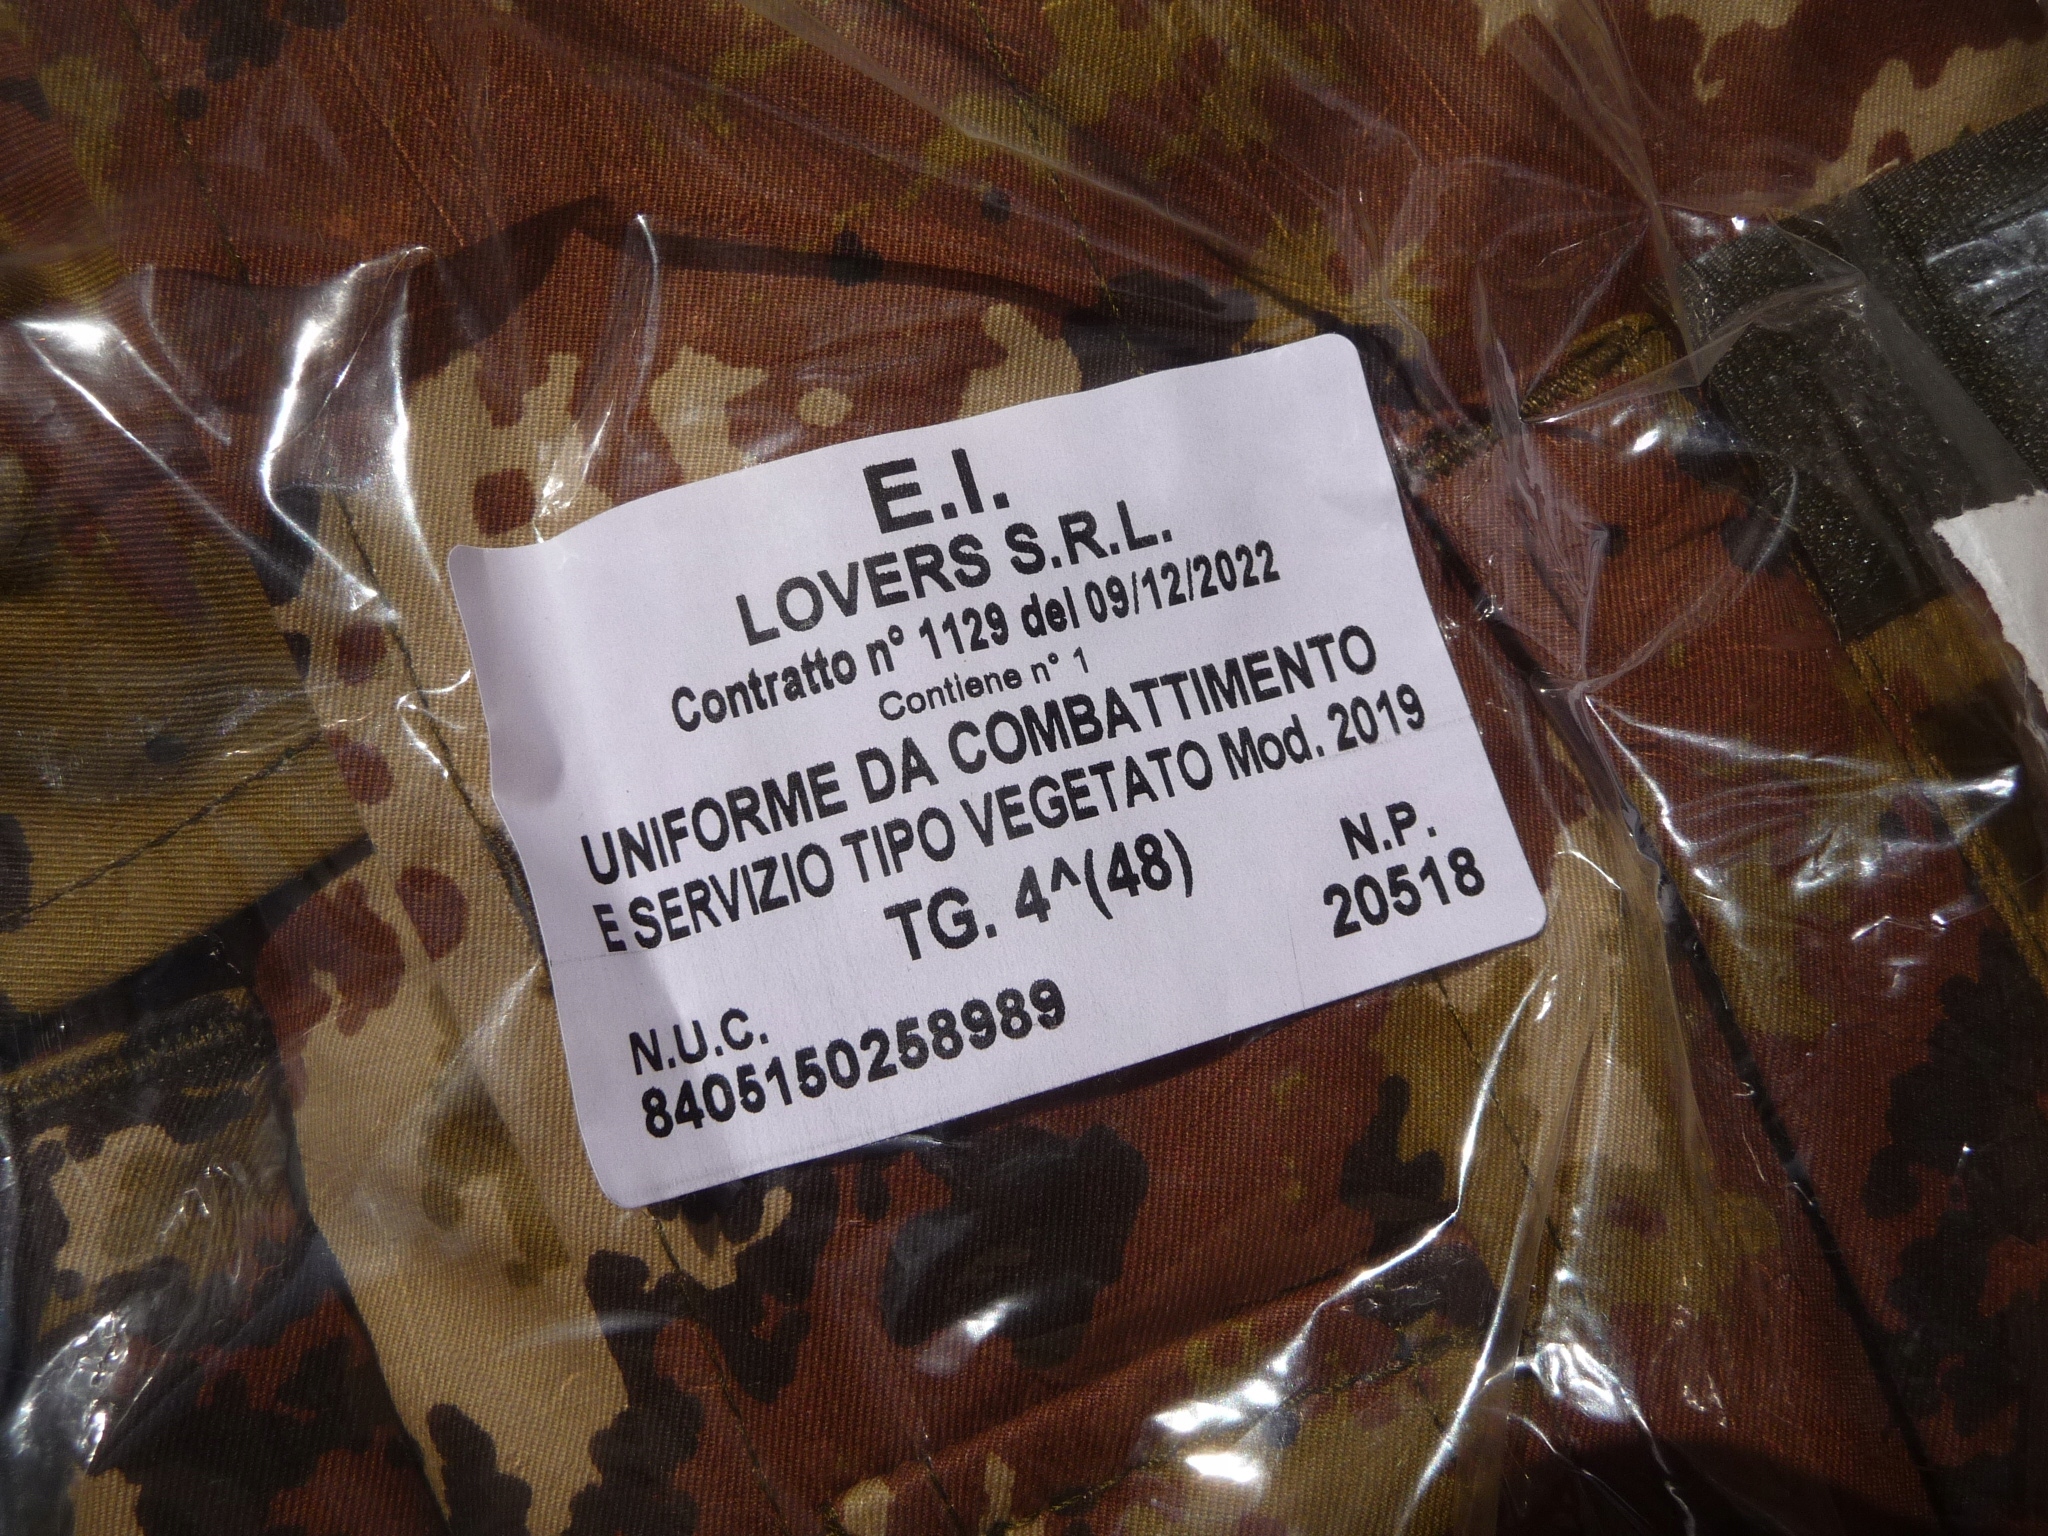 E.I.
LOVERS S.R.L.
Contratto n° 1129 del 09/12/2022
Contiene n° 1
UNIFORME DA COMBATTIMENTO
E SERVIZIO TIPO VEGETATO Mod. 2019
TG. 4^(48)
N.P.
20518
N.U.C.
8405150258989